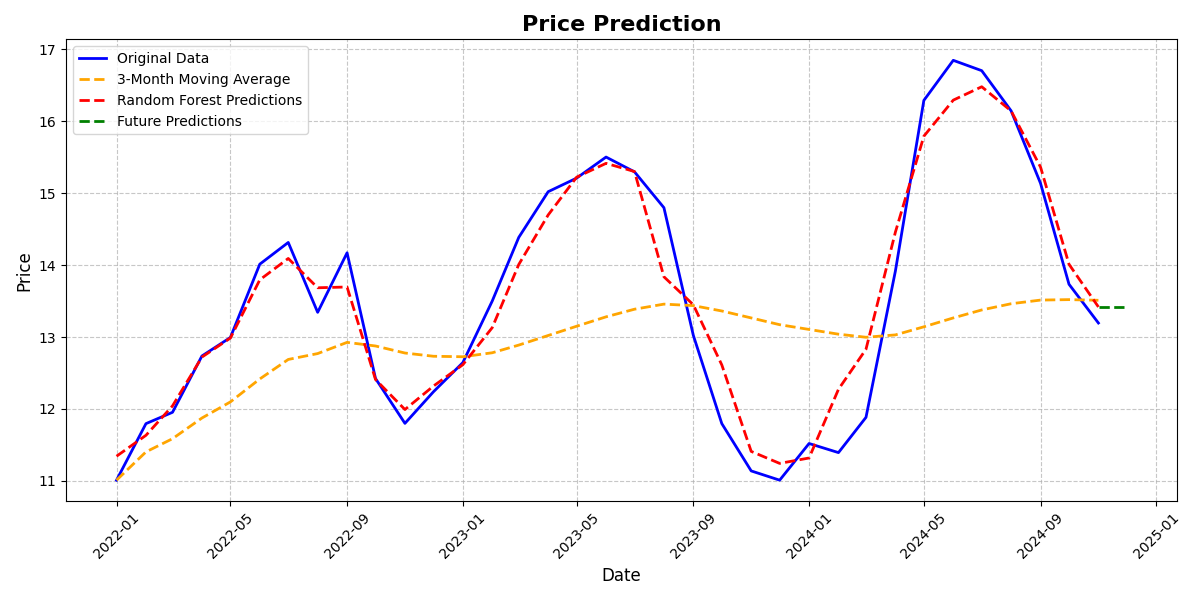 Price Prediction
Original Data
3-Month Moving Average
Random Forest Predictions
Future Predictions
Price
17
16
15
14
13
12
11
2022-01
2022-05
2022-09
2023-01
2023-05
2023-09
2024-01
2024-05
2024-09
2025-01
Date